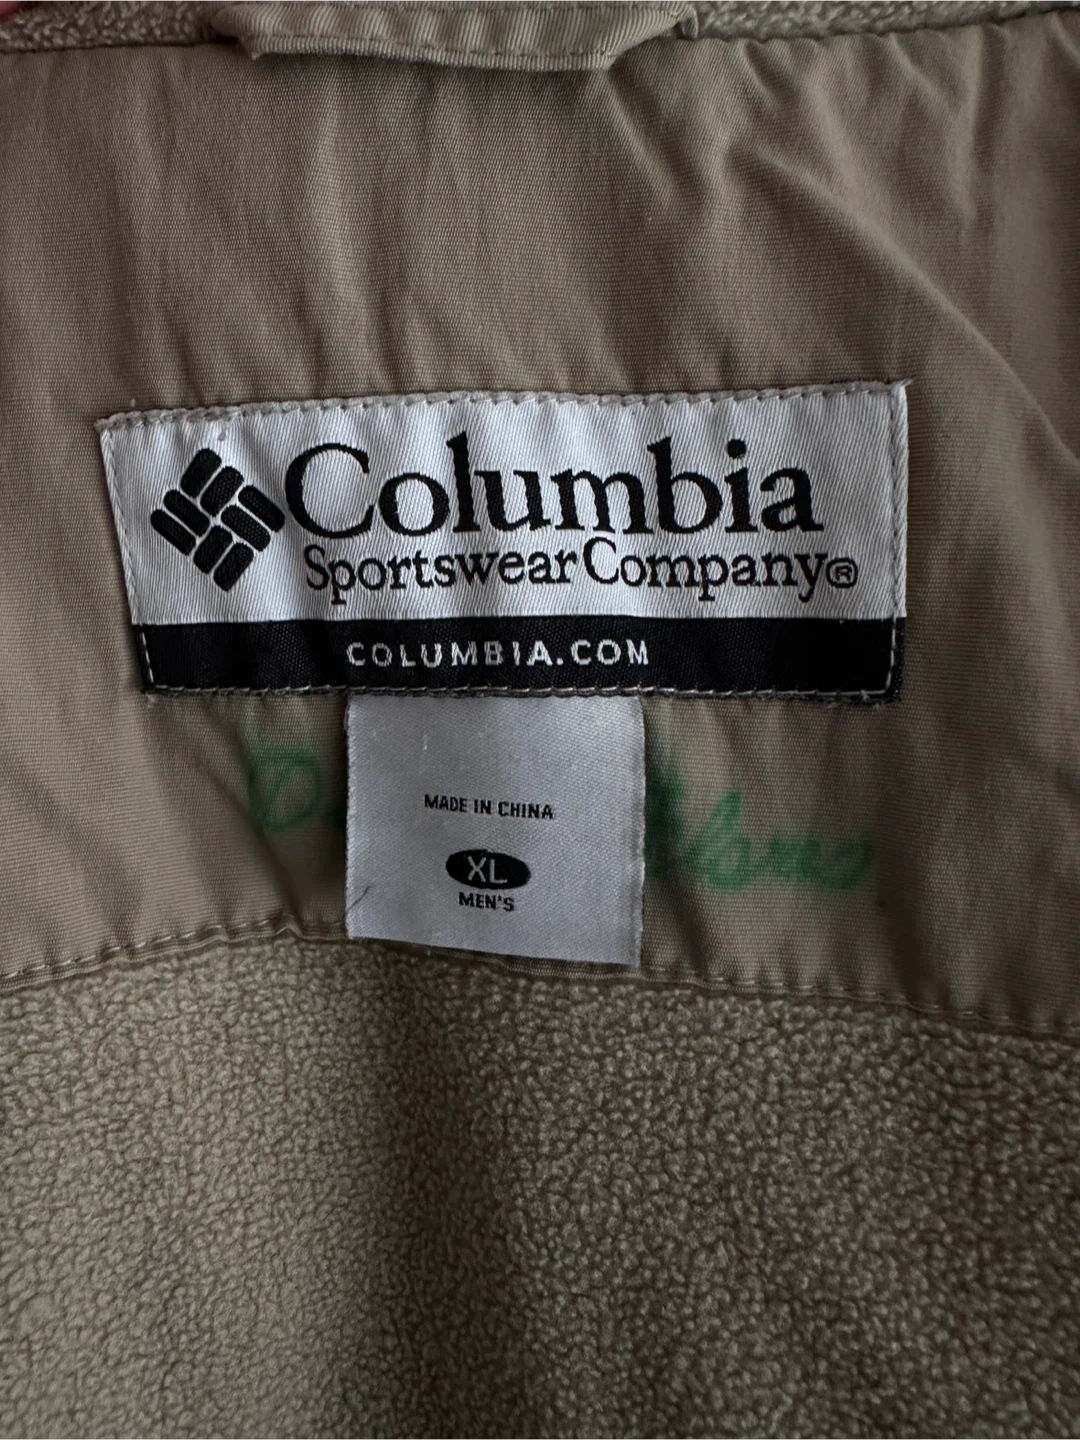 Columbia
Sportswear Company®
COLUMBIA.COM
MADE IN CHINA
XL
MEN'S